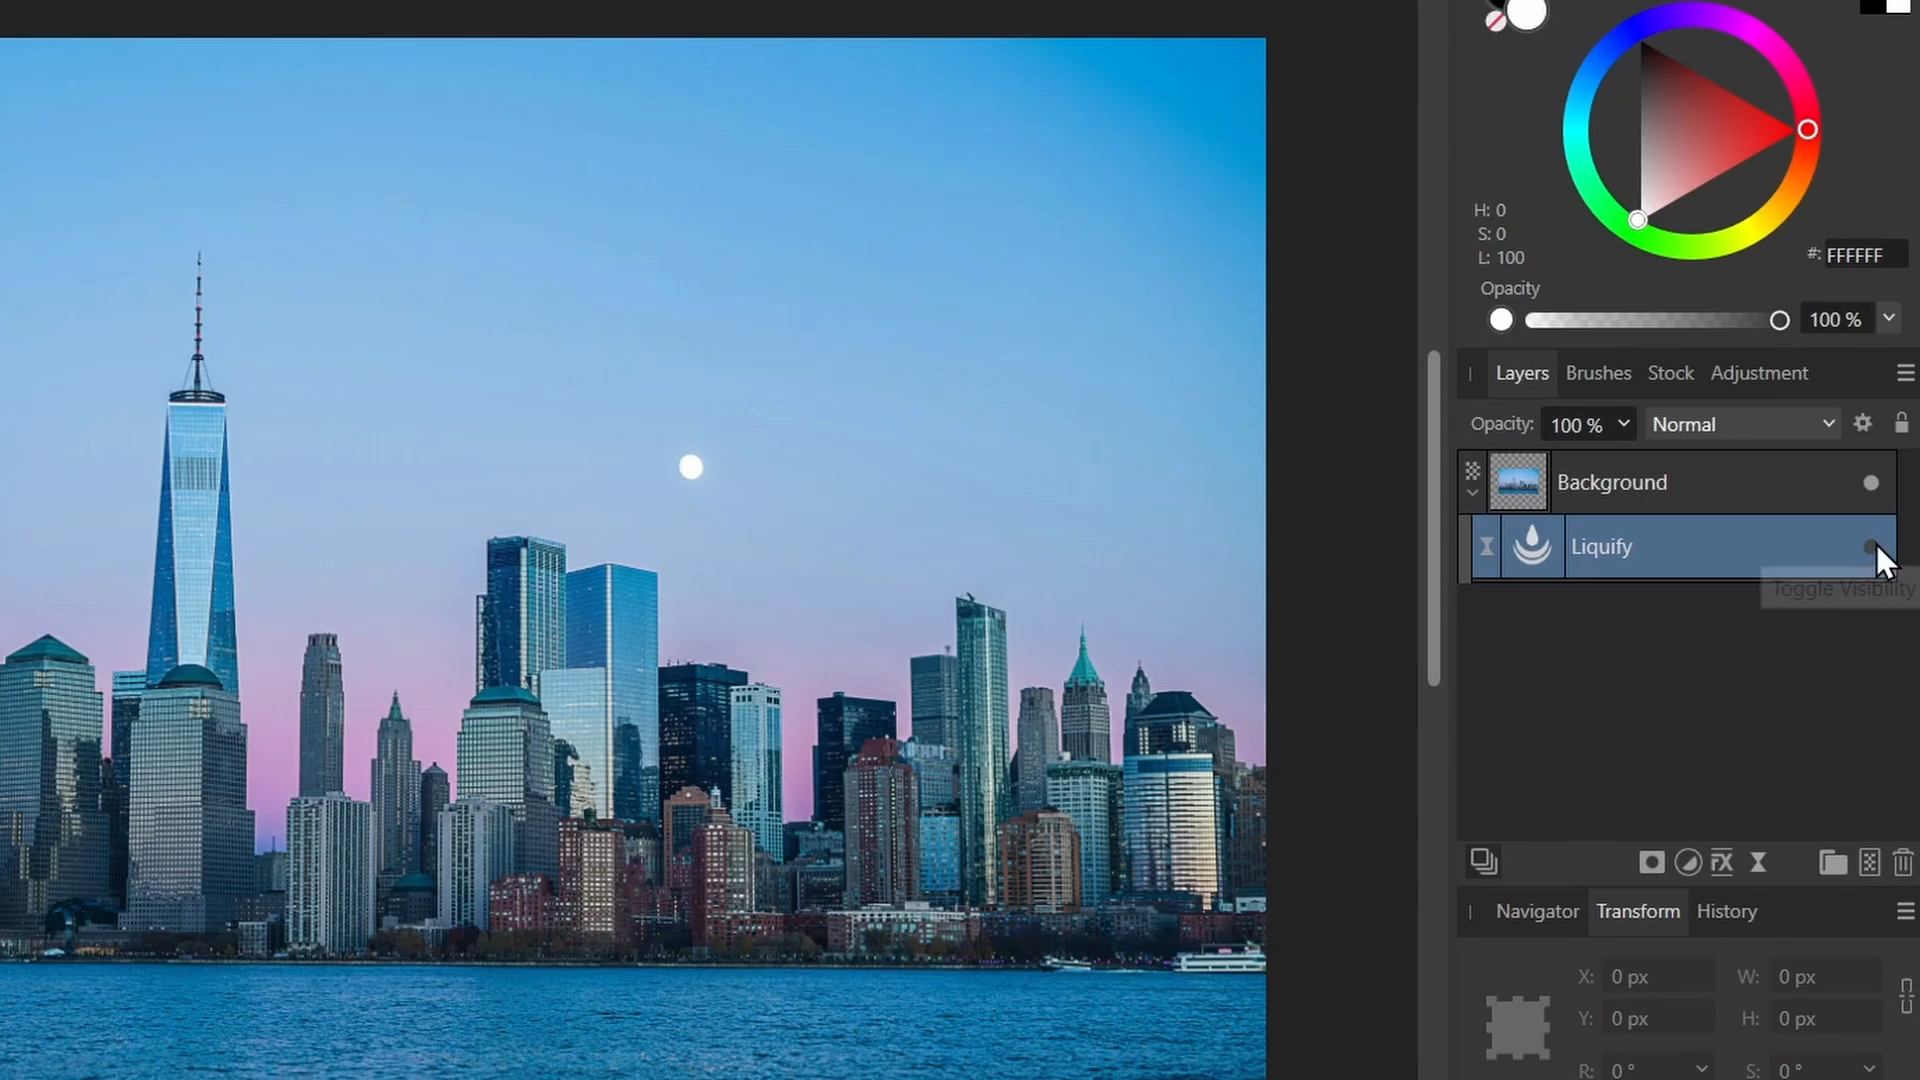 H: 0
S: 0
L: 100
#: FFFFFF
Opacity
100 %
Layers Brushes Stock Adjustment
Opacity: 100 % Normal
Background
Liquify
Toggle Visibility
FX
Navigator Transform History
X: 0 px W: 0 px
Y: 0 px H: 0 px
R: 0 ° S: 0 °